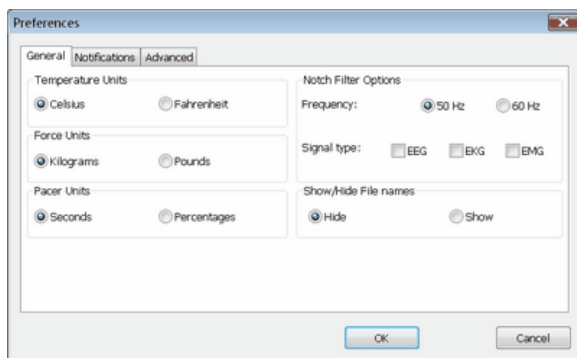 Preferences
General Notifications Advanced
Temperature Units
Celsius Fahrenheit
Force Units
Kilograms Pounds
Pacer Units
Seconds Percentages
Notch Filter Options
Frequency: 50 Hz 60 Hz
Signal type: EEG EKG EMG
Show/Hide File names
Hide Show
OK Cancel